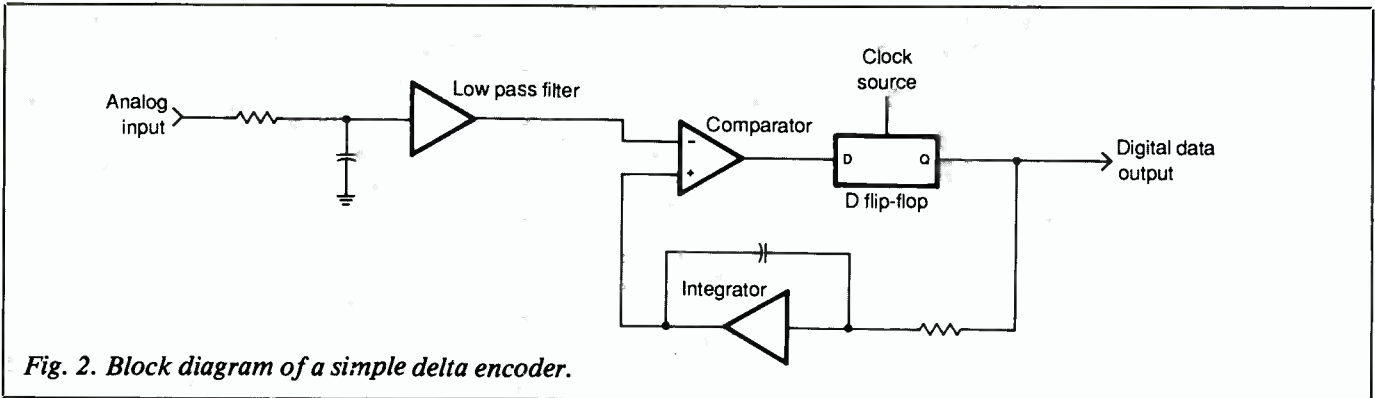 Clock
source
Analog
input
Low pass filter
Comparator
-
+
D
Q
Digital data
output
D flip-flop
Integrator
Fig. 2. Block diagram of a simple delta encoder.